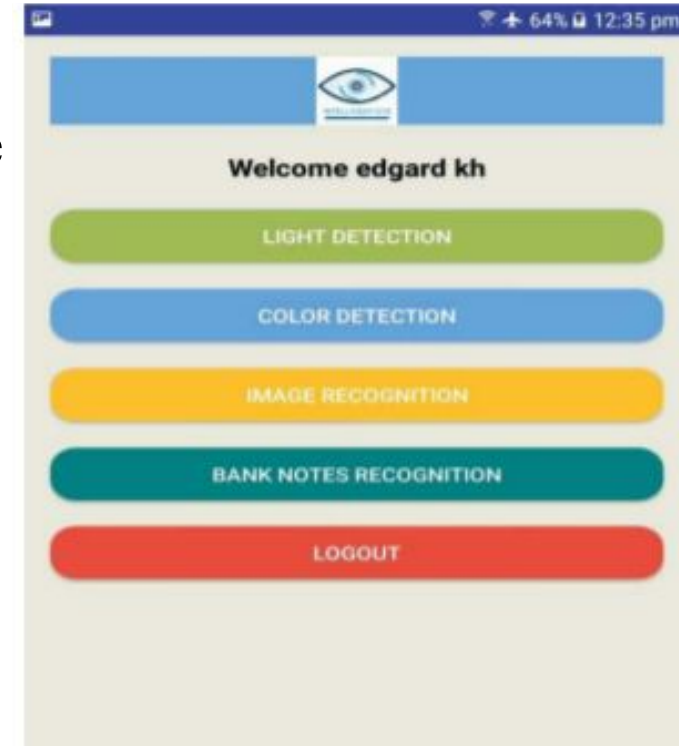 64% 12:35 pm
Welcome edgard kh
LIGHT DETECTION
COLOR DETECTION
IMAGE RECOGNITION
BANK NOTES RECOGNITION
LOGOUT